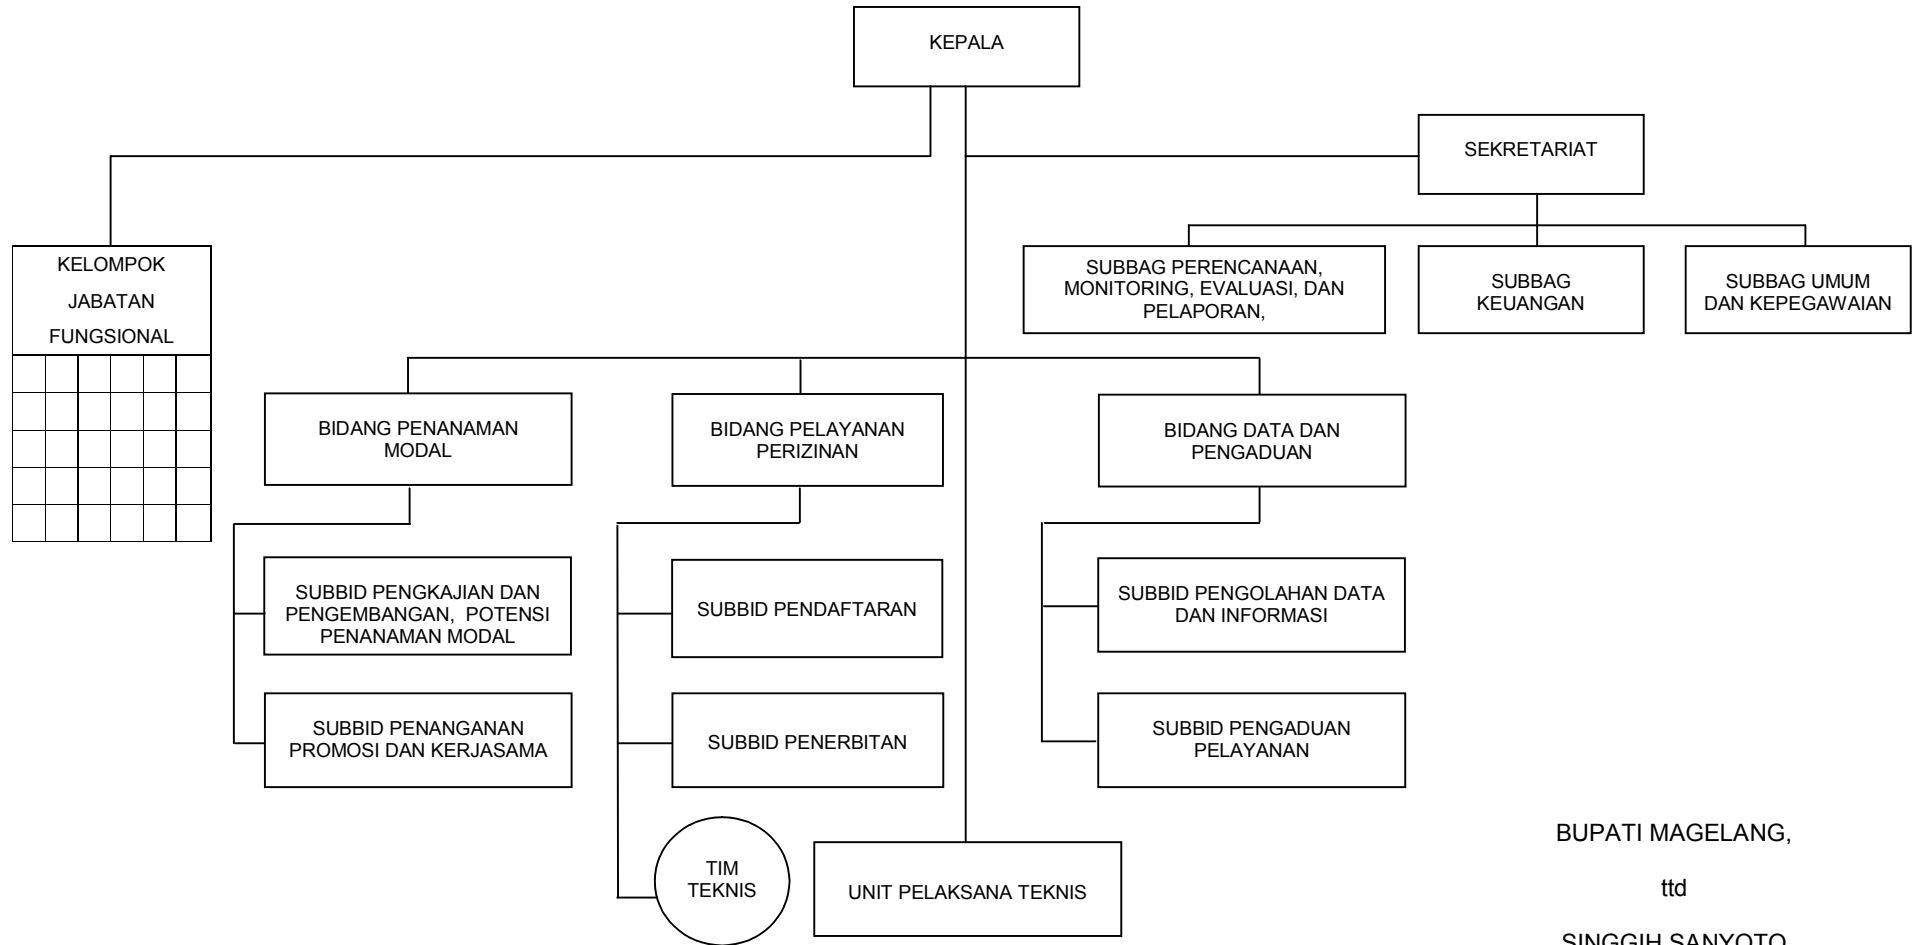 KEPALA
SEKRETARIAT
KELOMPOK
JABATAN
FUNGSIONAL
SUBBAG PERENCANAAN,
MONITORING, EVALUASI, DAN
PELAPORAN,
SUBBAG
KEUANGAN
SUBBAG UMUM
DAN KEPEGAWAIAN
BIDANG PENANAMAN
MODAL
BIDANG PELAYANAN
PERIZINAN
BIDANG DATA DAN
PENGADUAN
SUBBID PENGKAJIAN DAN
PENGEMBANGAN, POTENSI
PENANAMAN MODAL
SUBBID PENDAFTARAN
SUBBID PENGOLAHAN DATA
DAN INFORMASI
SUBBID PENANGANAN
PROMOSI DAN KERJASAMA
SUBBID PENERBITAN
SUBBID PENGADUAN
PELAYANAN
TIM
TEKNIS
UNIT PELAKSANA TEKNIS
BUPATI MAGELANG,
ttd
SINGGIH SANYOTO